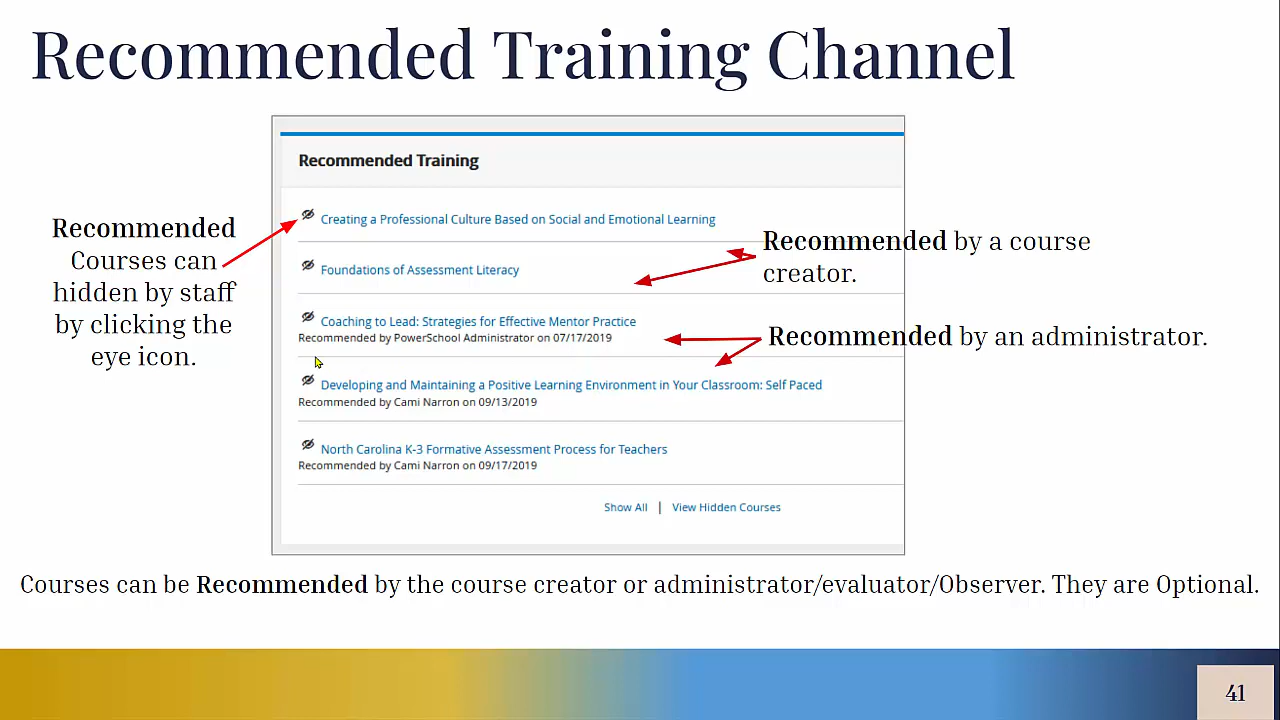 Recommended Training Channel
Recommended Training
Creating a Professional Culture Based on Social and Emotional Learning
Foundations of Assessment Literacy
Coaching to Lead: Strategies for Effective Mentor Practice
Recommended by PowerSchool Administrator on 07/17/2019
Developing and Maintaining a Positive Learning Environment in Your Classroom: Self Paced
Recommended by Cami Narron on 09/13/2019
North Carolina K-3 Formative Assessment Process for Teachers
Recommended by Cami Narron on 09/17/2019
Show All | View Hidden Courses
Recommended
Courses can
hidden by staff
by clicking the
eye icon.
Recommended by a course
creator.
Recommended by an administrator.
Courses can be Recommended by the course creator or administrator/evaluator/Observer. They are Optional.
41